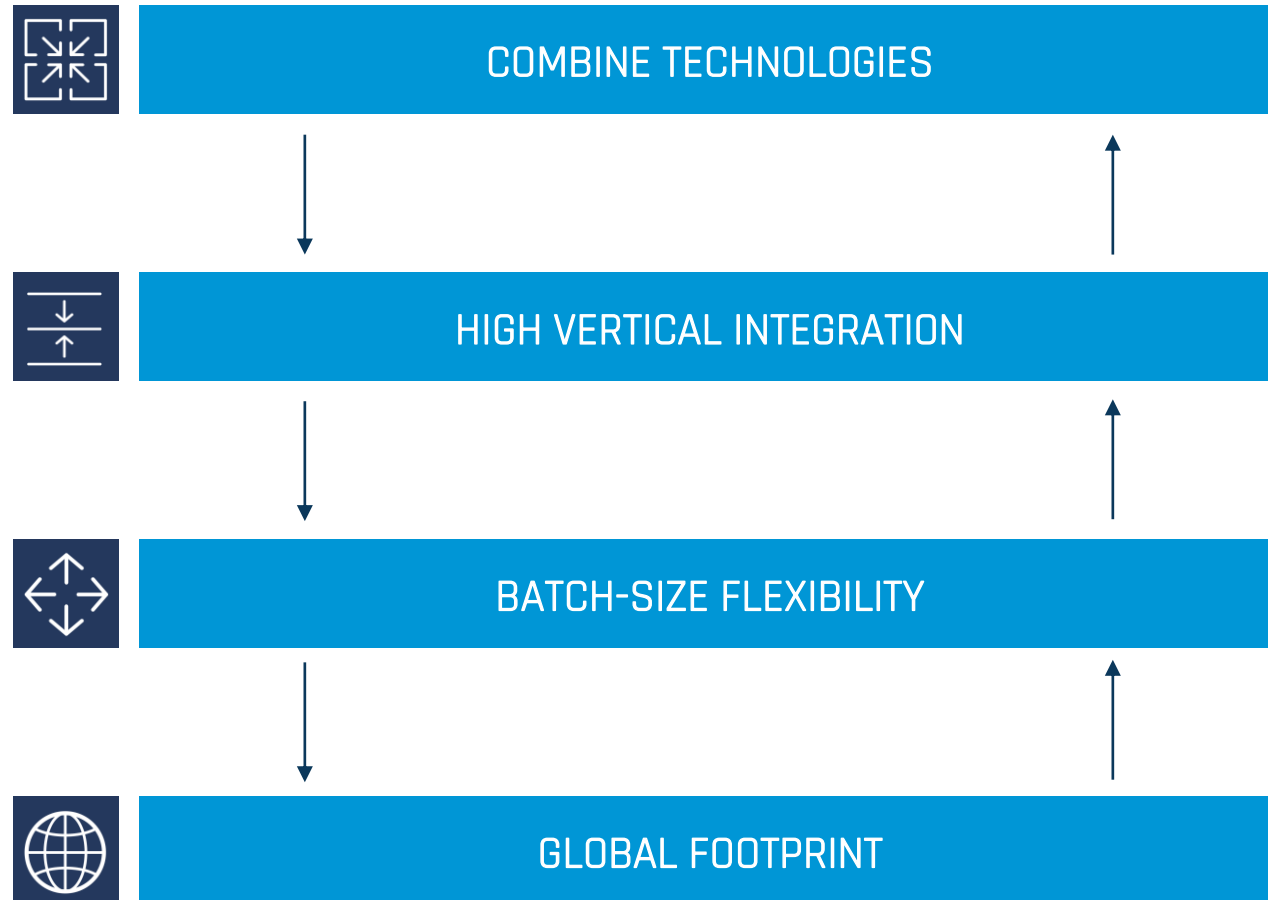 COMBINE TECHNOLOGIES
HIGH VERTICAL INTEGRATION
BATCH-SIZE FLEXIBILITY
GLOBAL FOOTPRINT